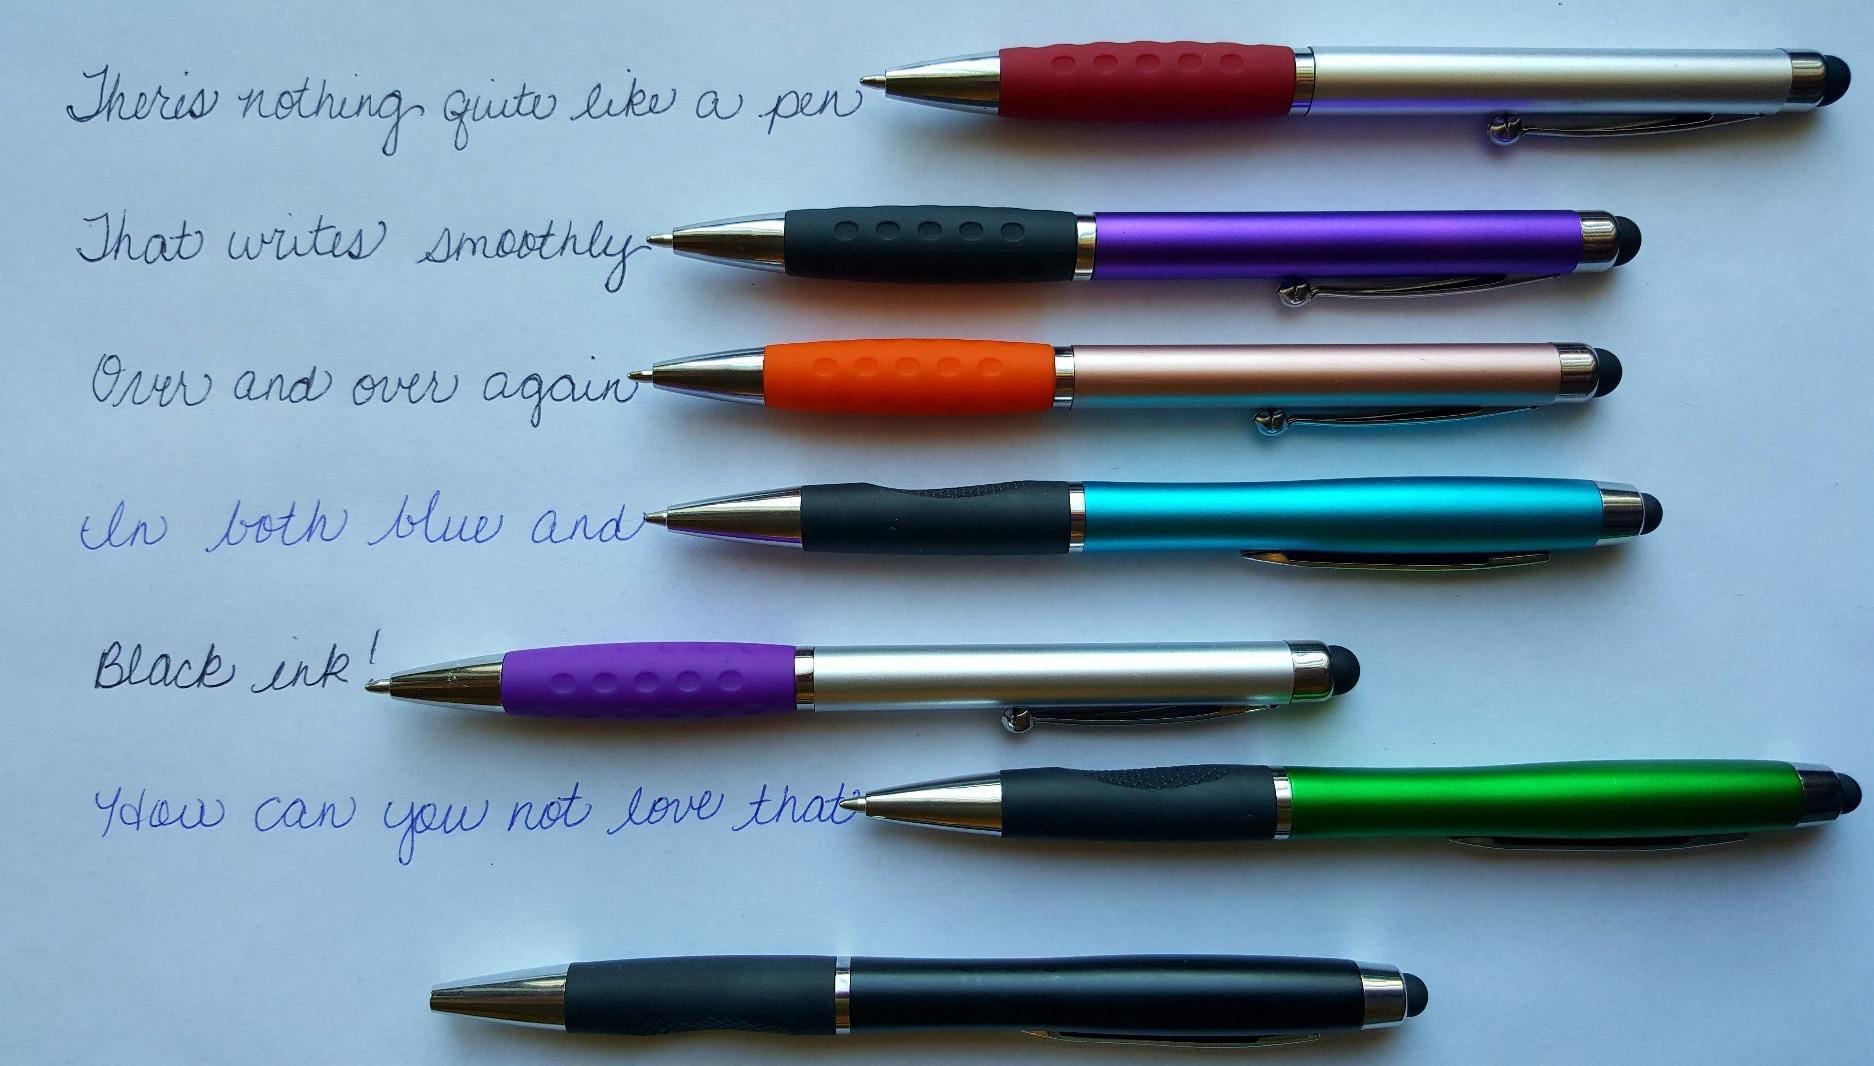 Theris nothing quite like a pen
That writes smoothly
Over and over again
In both blue and
Black ink!
How can you not love that